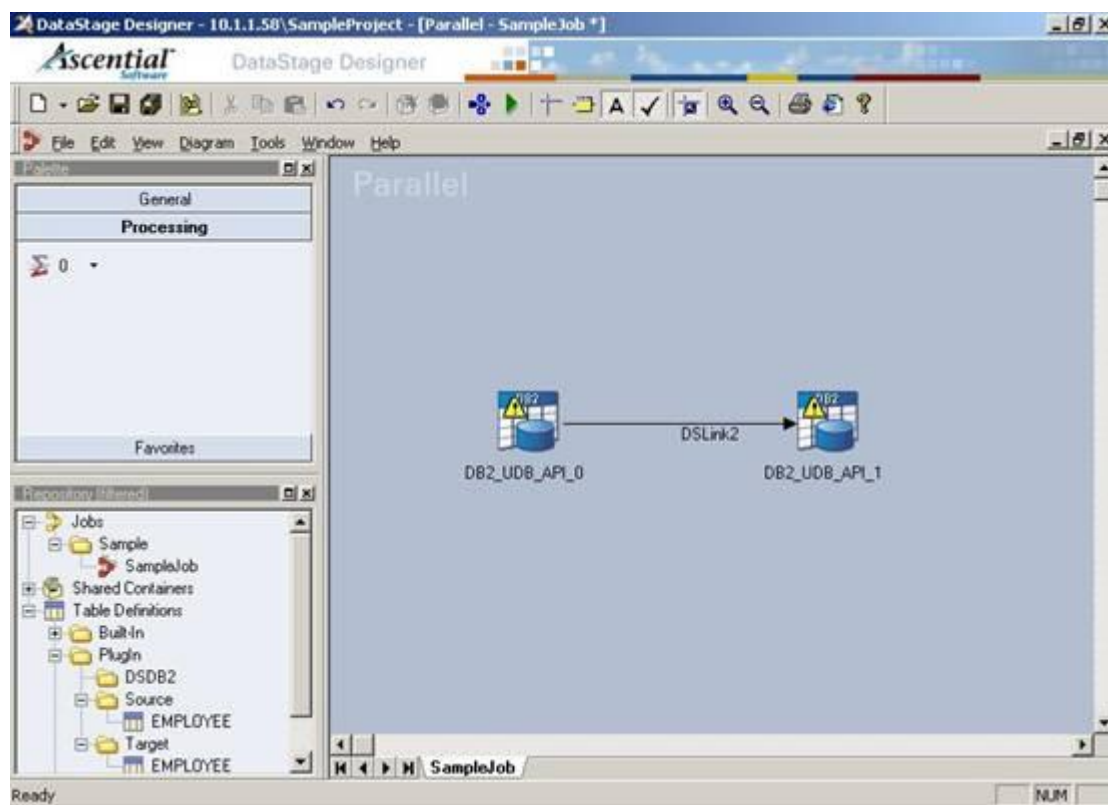 DataStage Designer - 10.1.1.58\SampleProject - [Parallel - SampleJob *]
Ascential
Software
DataStage Designer
A
File Edit View Diagram Tools Window Help
Palette
General
Processing
0
Favorites
Repository (filtered)
Jobs
Sample
SampleJob
Shared Containers
Table Definitions
Built-In
PlugIn
DSDB2
Source
EMPLOYEE
Target
EMPLOYEE
Parallel
DB2
DB2
DSLink2
DB2_UDB_API_0
DB2_UDB_API_1
SampleJob
Ready
NUM